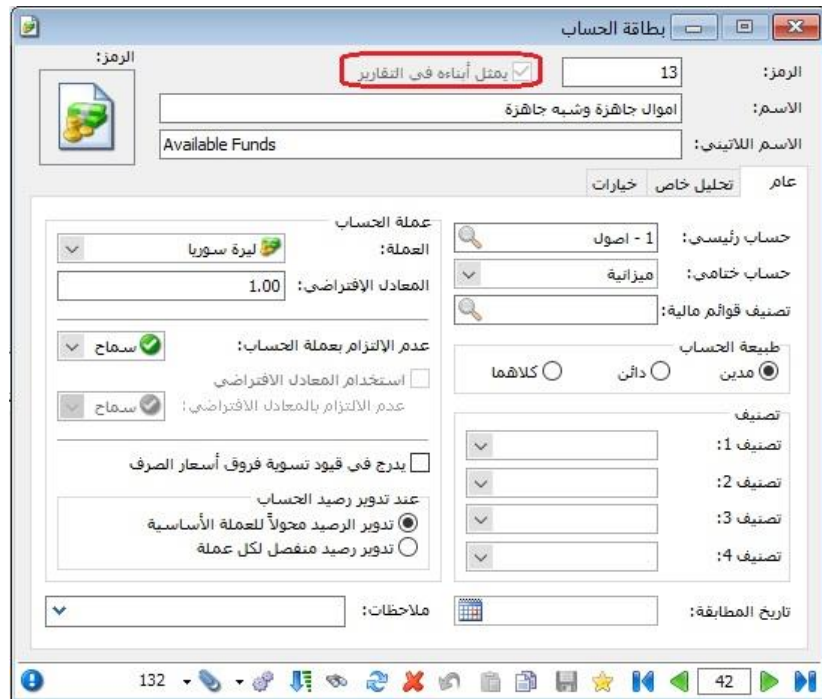 بطاقة الحساب
الرمز: 13 يمثل أبناءه في التقارير الرمز:
الاسم: اموال جاهزة وشبه جاهزة
الاسم اللاتيني: Available Funds
عام تحليل خاص خيارات
حساب رئيسي: 1 - اصول
حساب ختامي: ميزانية
تصنيف قوائم مالية:
طبيعة الحساب
مدين دائن كلاهما
تصنيف
تصنيف 1:
تصنيف 2:
تصنيف 3:
تصنيف 4:
تاريخ المطابقة:
عملة الحساب
العملة: ليرة سوريا
المعادل الإفتراضي: 1.00
عدم الإلتزام بعملة الحساب: سماح
استخدام المعادل الافتراضي
عدم الالتزام بالمعادل الافتراضي: سماح
يدرج في قيود تسوية فروق أسعار الصرف
عند تدوير رصيد الحساب
تدوير الرصيد محولاً للعملة الأساسية
تدوير رصيد منفصل لكل عملة
ملاحظات:
42 132